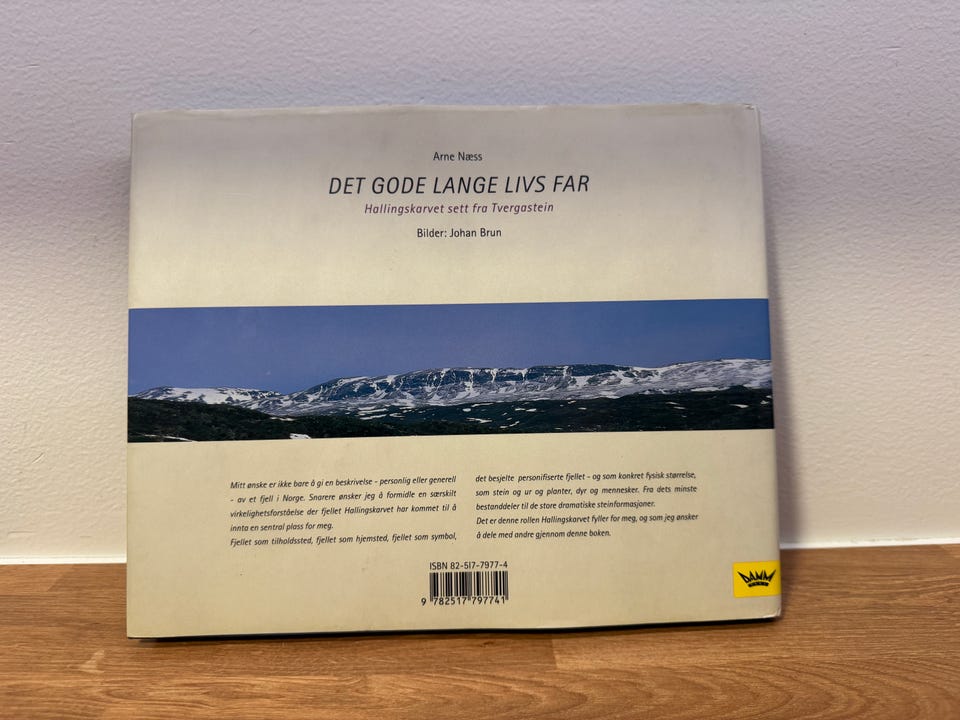 Arne Næss
DET GODE LANGE LIVS FAR
Hallingskarvet sett fra Tvergastein
Bilder: Johan Brun
Mitt ønske er ikke bare å gi en beskrivelse - personlig eller generell
- av et fjell i Norge. Snarere ønsker jeg å formidle en særskilt
virkelighetsforståelse der fjellet Hallingskarvet har kommet til å
innta en sentral plass for meg.
Fjellet som tilholdssted, fjellet som hjemsted, fjellet som symbol,
det besjelte personifiserte fjellet - og som konkret fysisk størrelse,
som stein og ur og planter, dyr og mennesker. Fra dets minste
bestanddeler til de store dramatiske steinformasjoner.
Det er denne rollen Hallingskarvet fyller for meg, og som jeg ønsker
å dele med andre gjennom denne boken.
ISBN 82-517-7977-4
9 782517 797741
DAMM